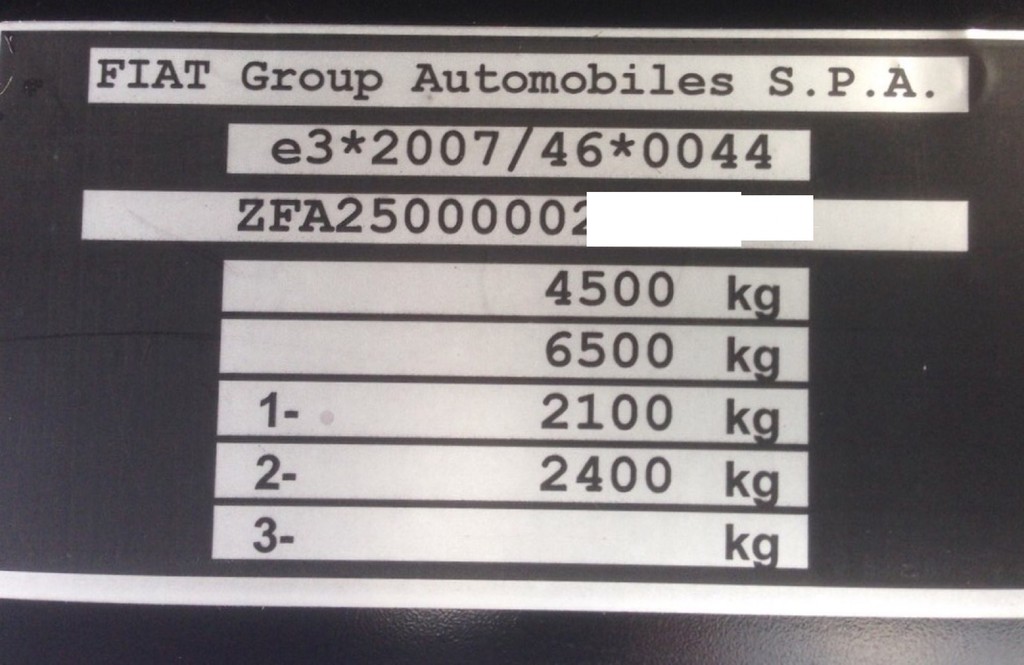 FIAT Group Automobiles S.P.A.
e3*2007/46*0044
ZFA25000002
4500 kg
6500 kg
1- 2100 kg
2- 2400 kg
3- kg